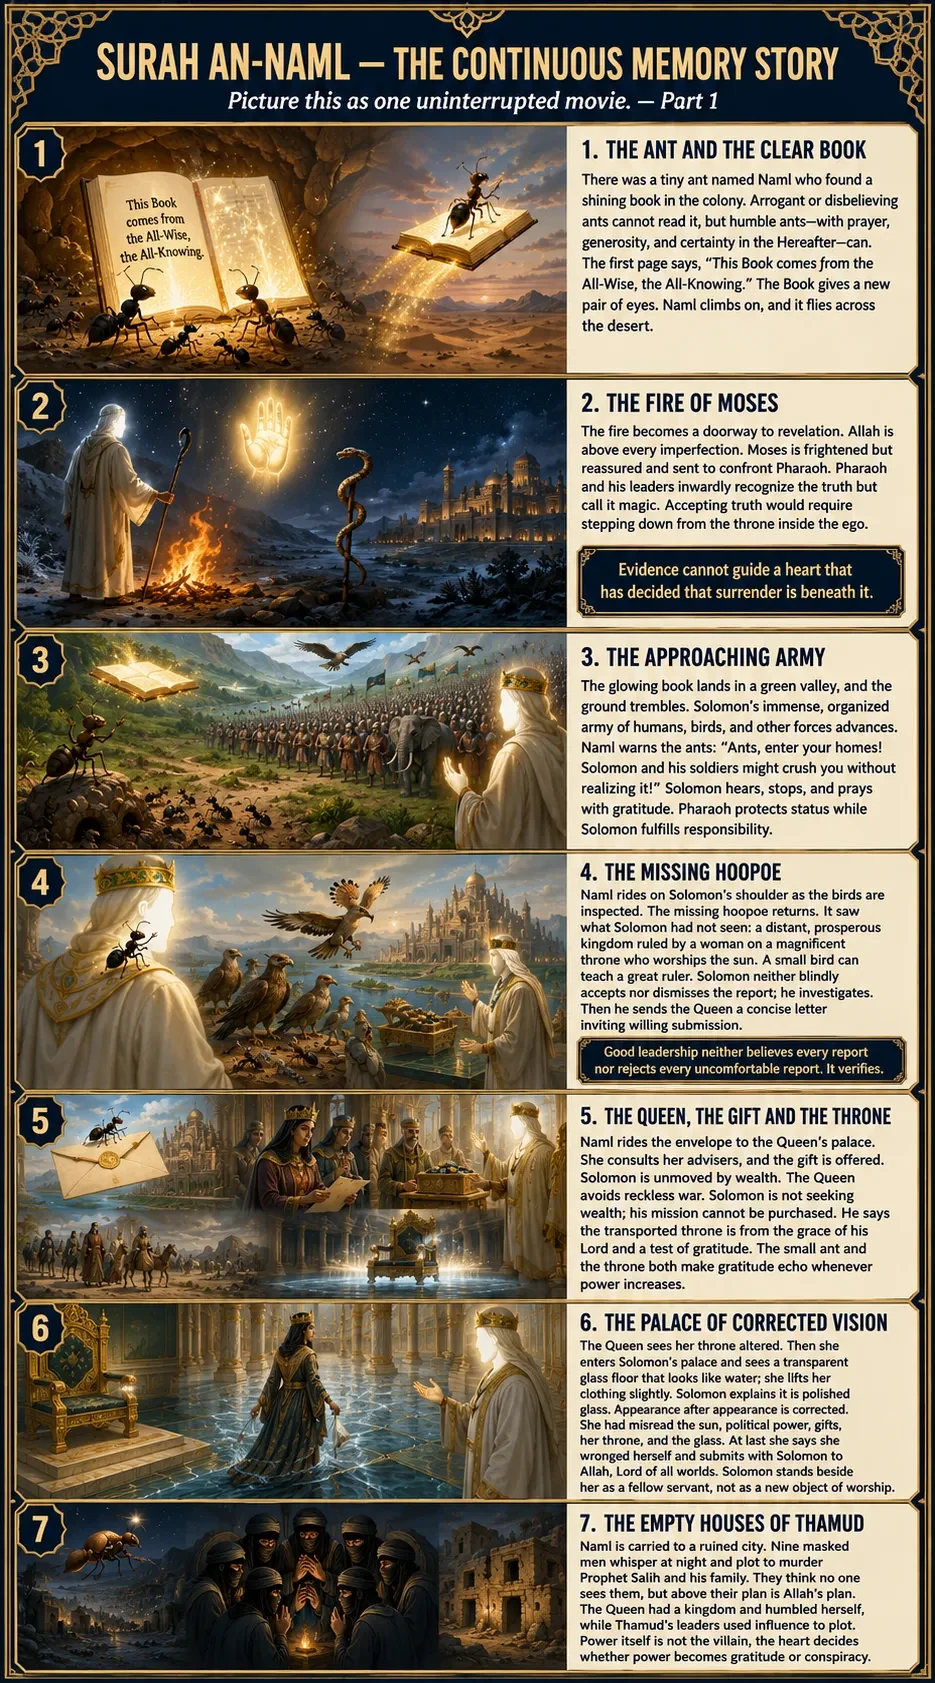 SURAH AN-NAML — THE CONTINUOUS MEMORY STORY
Picture this as one uninterrupted movie. — Part 1
1
This Book
comes from
the All-Wise,
the All-Knowing.
1. THE ANT AND THE CLEAR BOOK
There was a tiny ant named Naml who found a
shining book in the colony. Arrogant or disbelieving
ants cannot read it, but humble ants—with prayer,
generosity, and certainty in the Hereafter—can.
The first page says, “This Book comes from the
All-Wise, the All-Knowing.” The Book gives a new
pair of eyes. Naml climbs on, and it flies across
the desert.
2
2. THE FIRE OF MOSES
The fire becomes a doorway to revelation. Allah is
above every imperfection. Moses is frightened but
reassured and sent to confront Pharaoh. Pharaoh
and his leaders inwardly recognize the truth but
call it magic. Accepting truth would require
stepping down from the throne inside the ego.
Evidence cannot guide a heart that
has decided that surrender is beneath it.
3
3. THE APPROACHING ARMY
The glowing book lands in a green valley, and the
ground trembles. Solomon's immense, organized
army of humans, birds, and other forces advances.
Naml warns the ants: “Ants, enter your homes!
Solomon and his soldiers might crush you without
realizing it!” Solomon hears, stops, and prays
with gratitude. Pharaoh protects status while
Solomon fulfills responsibility.
4
4. THE MISSING HOOPOE
Naml rides on Solomon's shoulder as the birds are
inspected. The missing hoopoe returns. It saw
what Solomon had not seen: a distant, prosperous
kingdom ruled by a woman on a magnificent
throne who worships the sun. A small bird can
teach a great ruler. Solomon neither blindly
accepts nor dismisses the report; he investigates.
Then he sends the Queen a concise letter
inviting willing submission.
Good leadership neither believes every report
nor rejects every uncomfortable report. It verifies.
5
5. THE QUEEN, THE GIFT AND THE THRONE
Naml rides the envelope to the Queen's palace.
She consults her advisers, and the gift is offered.
Solomon is unmoved by wealth. The Queen
avoids reckless war. Solomon is not seeking
wealth; his mission cannot be purchased. He says
the transported throne is from the grace of his
Lord and a test of gratitude. The small ant and
the throne both make gratitude echo whenever
power increases.
6
6. THE PALACE OF CORRECTED VISION
The Queen sees her throne altered. Then she
enters Solomon's palace and sees a transparent
glass floor that looks like water; she lifts her
clothing slightly. Solomon explains it is polished
glass. Appearance after appearance is corrected.
She had misread the sun, political power, gifts,
her throne, and the glass. At last she says she
wronged herself and submits with Solomon to
Allah, Lord of all worlds. Solomon stands beside
her as a fellow servant, not as a new object of worship.
7
7. THE EMPTY HOUSES OF THAMUD
Naml is carried to a ruined city. Nine masked
men whisper at night and plot to murder
Prophet Salih and his family. They think no one
sees them, but above their plan is Allah's plan.
The Queen had a kingdom and humbled herself,
while Thamud's leaders used influence to plot.
Power itself is not the villain, the heart decides
whether power becomes gratitude or conspiracy.